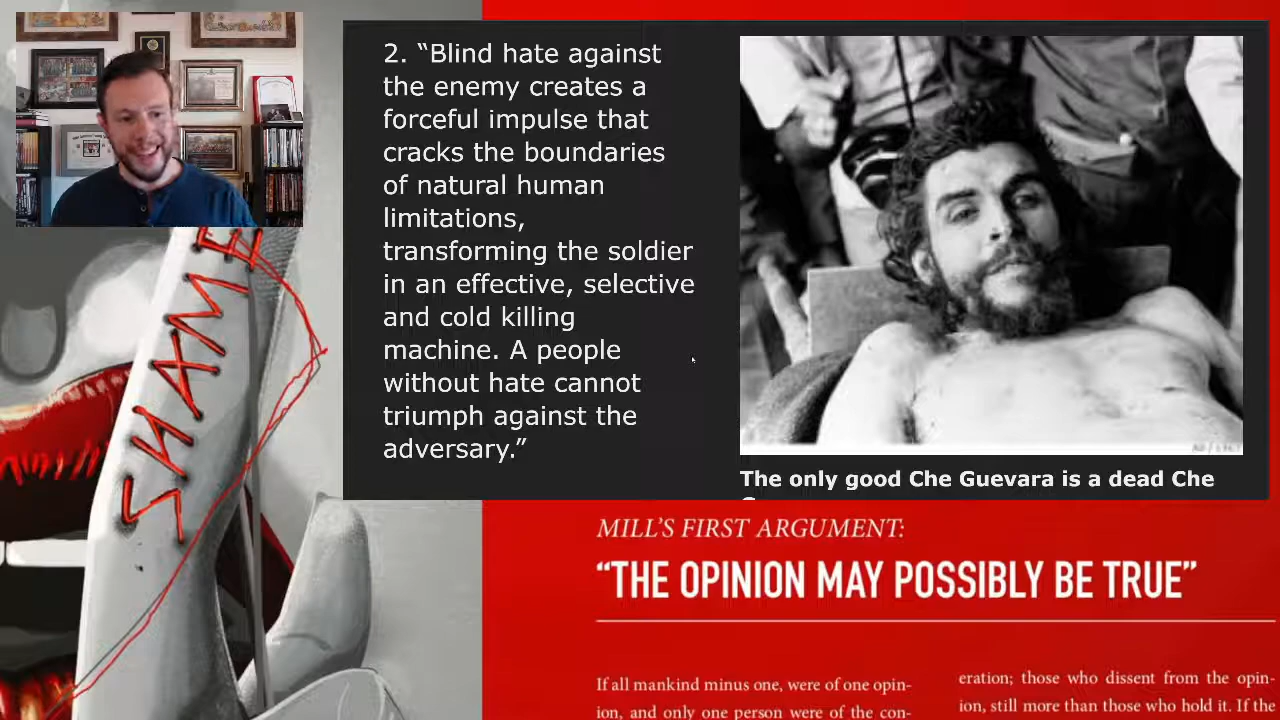 2. “Blind hate against
the enemy creates a
forceful impulse that
cracks the boundaries
of natural human
limitations,
transforming the soldier
in an effective, selective
and cold killing
machine. A people
without hate cannot
triumph against the
adversary.”
The only good Che Guevara is a dead Che
SHAME
MILL’S FIRST ARGUMENT:
“THE OPINION MAY POSSIBLY BE TRUE”
If all mankind minus one, were of one opin-
ion, and only one person were of the con-
eration; those who dissent from the opin-
ion, still more than those who hold it. If the